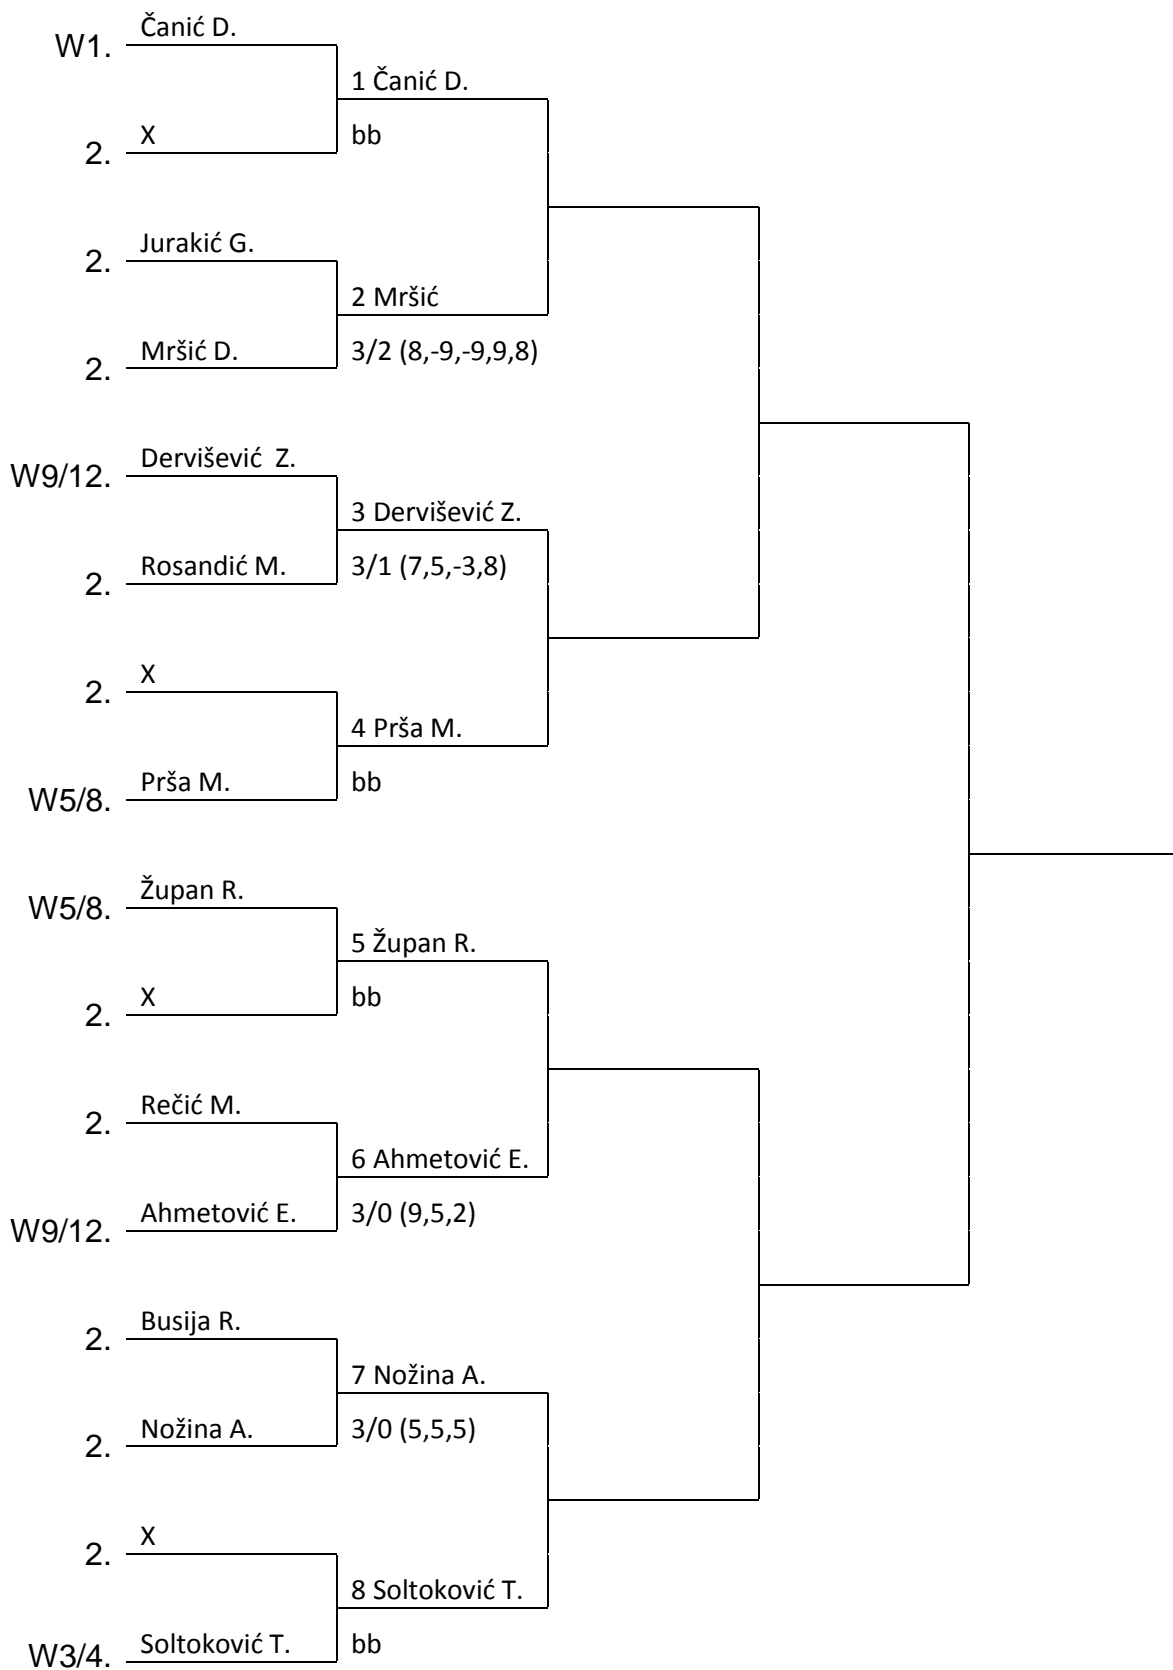 Čanić D.
W1.
1 Čanić D.
X
bb
2.
Jurakić G.
2.
2 Mršić
Mršić D.
3/2 (8,-9,-9,9,8)
2.
Dervišević  Z.
W9/12.
3 Dervišević Z.
Rosandić M.
3/1 (7,5,-3,8)
2.
X
2.
4 Prša M.
Prša M.
bb
W5/8.
Župan R.
W5/8.
5 Župan R.
X
bb
2.
Rečić M.
2.
6 Ahmetović E.
Ahmetović E.
3/0 (9,5,2)
W9/12.
Busija R.
2.
7 Nožina A.
Nožina A.
3/0 (5,5,5)
2.
X
2.
8 Soltoković T.
Soltoković T.
bb
W3/4.